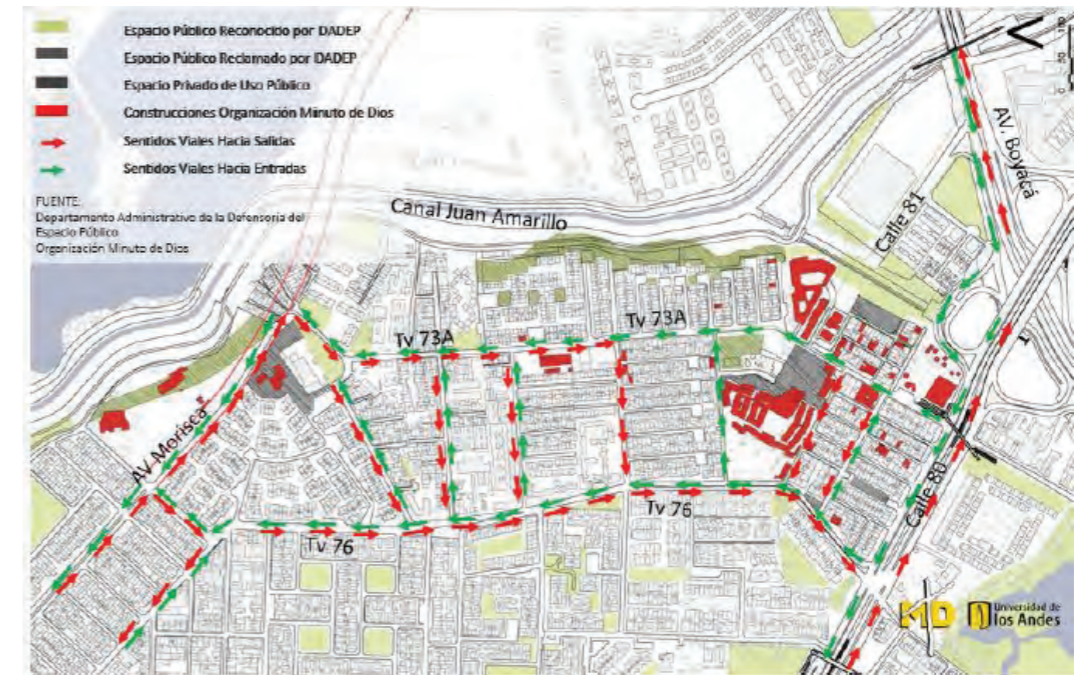 Espacio Público Reconocido por DADEP
Espacio Público Reclamado por DADEP
Espacio Privado de Uso Público
Construcciones Organización Minuto de Dios
Sentidos Viales Hacia Salidas
Sentidos Viales Hacia Entradas
FUENTE:
Departamento Administrativo de la Defensoría del
Espacio Público
Organización Minuto de Dios
Canal Juan Amarillo
Calle 81
AV. Boyacá
100
50
0
Tv 73A
Tv 73A
AV Morisca
Tv 76
Tv 76
Calle 80
MD
Universidad de
los Andes